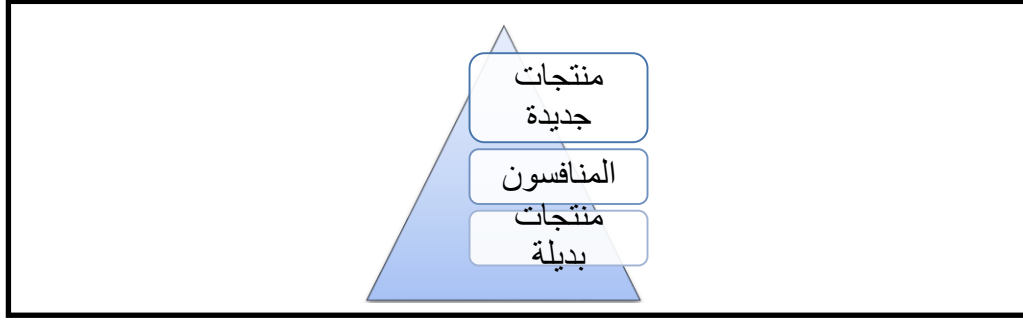 منتجات
جديدة
المنافسون
منتجات
بديلة